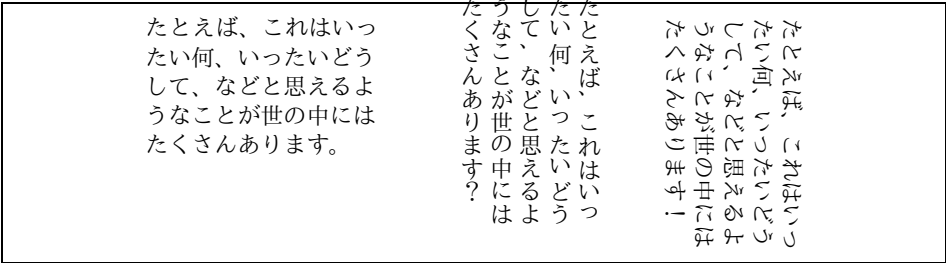 たとえば、これはいっ
たい何、いったいどう
して、などと思えるよ
うなことが世の中には
たくさんあります。
たとえば、これはいっ
たい何、いったいどう
して、などと思えるよ
うなことが世の中には
たくさんあります？
たとえば、これはいっ
たい何、いったいどう
して、などと思えるよ
うなことが世の中には
たくさんあります！